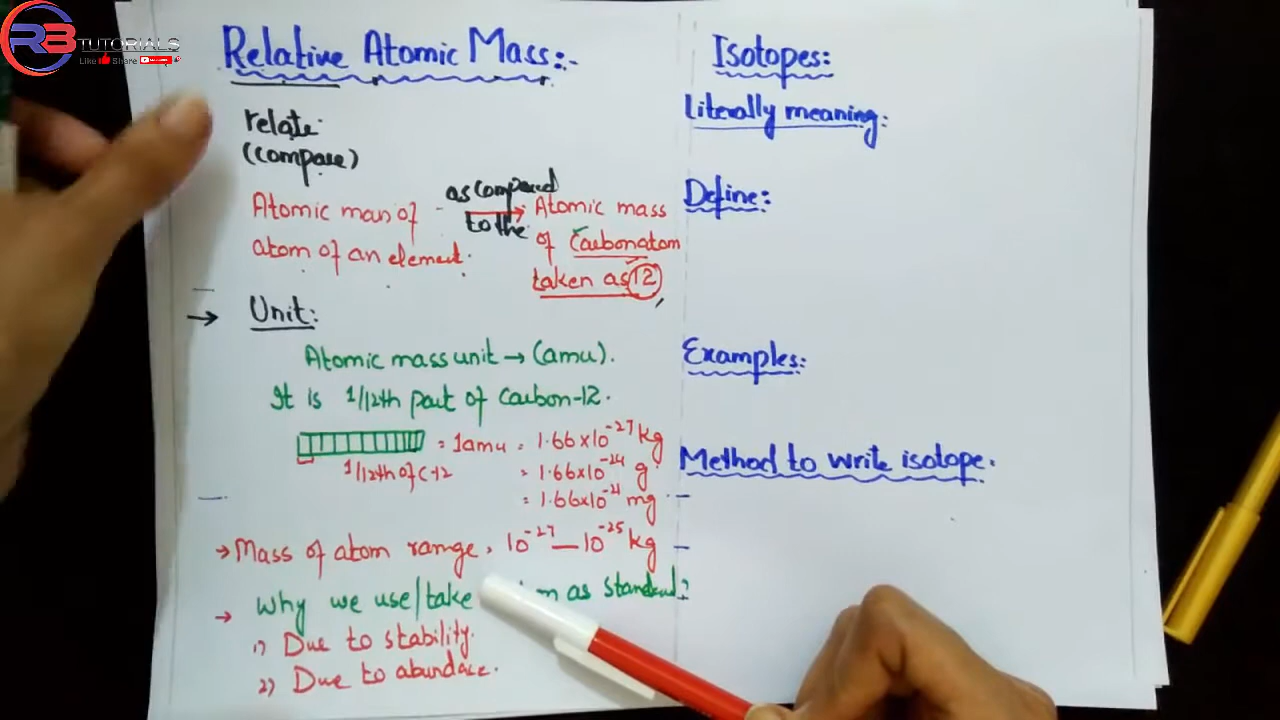 RB
TUTORIALS
Like Share
Relative Atomic Mass:-
relate
(compare)
Atomic mass of
atom of an element.
as compared
to the
Atomic mass
of Carbon atom
taken as 12
→ Unit:
Atomic mass unit → (amu).
It is 1/12th part of Carbon-12.
= 1amu = 1.66x10⁻²⁷ kg
1/12th of C-12
= 1.66x10⁻²⁴ g
= 1.66x10⁻²¹ mg
→ Mass of atom range, 10⁻²⁷ — 10⁻²⁵ kg
→ Why we use/take as standard?
1) Due to stability.
2) Due to abundace.
Isotopes:
Literally meaning:
Define:
Examples:
Method to write isotope.